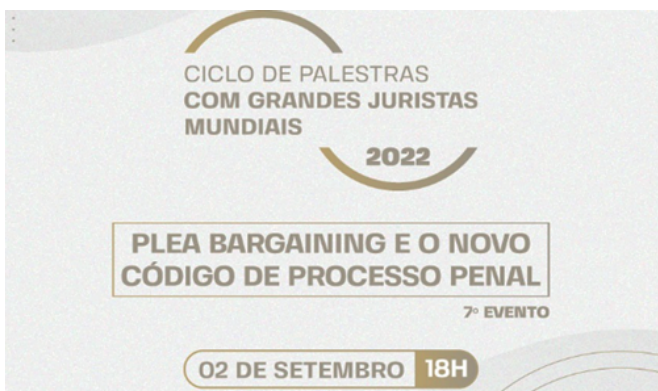 CICLO DE PALESTRAS
COM GRANDES JURISTAS
MUNDIAIS
2022
PLEA BARGAINING E O NOVO
CÓDIGO DE PROCESSO PENAL
7º EVENTO
02 DE SETEMBRO 18H